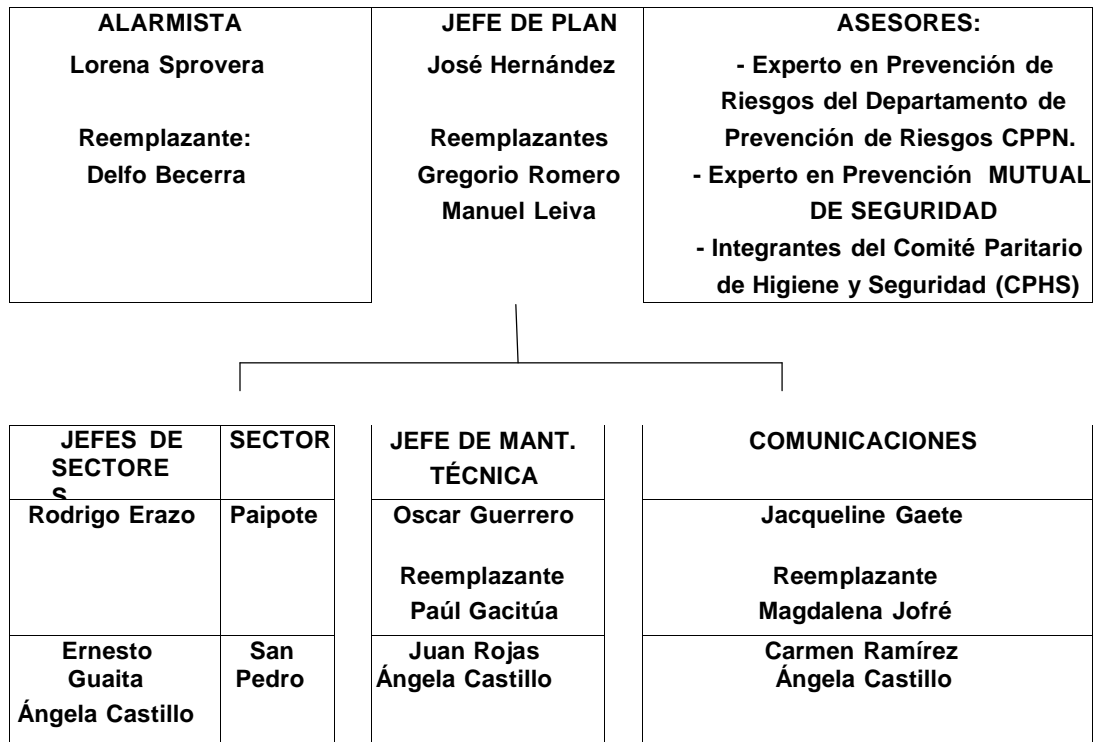 ALARMISTA
Lorena Sprovera
Reemplazante:
Delfo Becerra
JEFE DE PLAN
José Hernández
Reemplazantes
Gregorio Romero
Manuel Leiva
ASESORES:
- Experto en Prevención de
Riesgos del Departamento de
Prevención de Riesgos CPPN.
- Experto en Prevención MUTUAL
DE SEGURIDAD
- Integrantes del Comité Paritario
de Higiene y Seguridad (CPHS)
JEFES DE
SECTORE
S
SECTOR
JEFE DE MANT.
TÉCNICA
COMUNICACIONES
Rodrigo Erazo
Paipote
Oscar Guerrero
Reemplazante
Paúl Gacitúa
Jacqueline Gaete
Reemplazante
Magdalena Jofré
Ernesto
Guaita
Ángela Castillo
San
Pedro
Juan Rojas
Ángela Castillo
Carmen Ramírez
Ángela Castillo